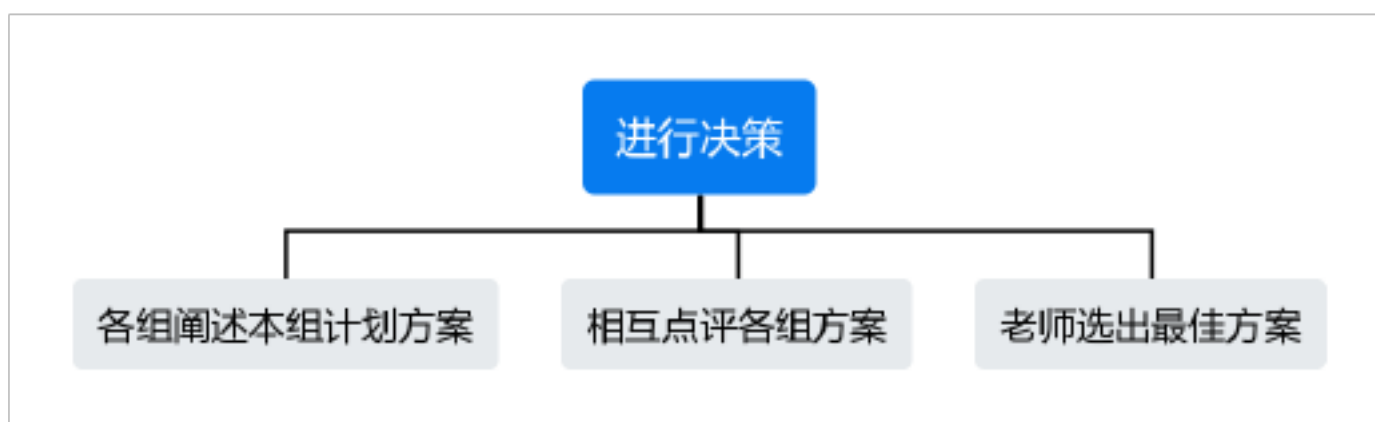 进行决策
各组阐述本组计划方案
相互点评各组方案
老师选出最佳方案